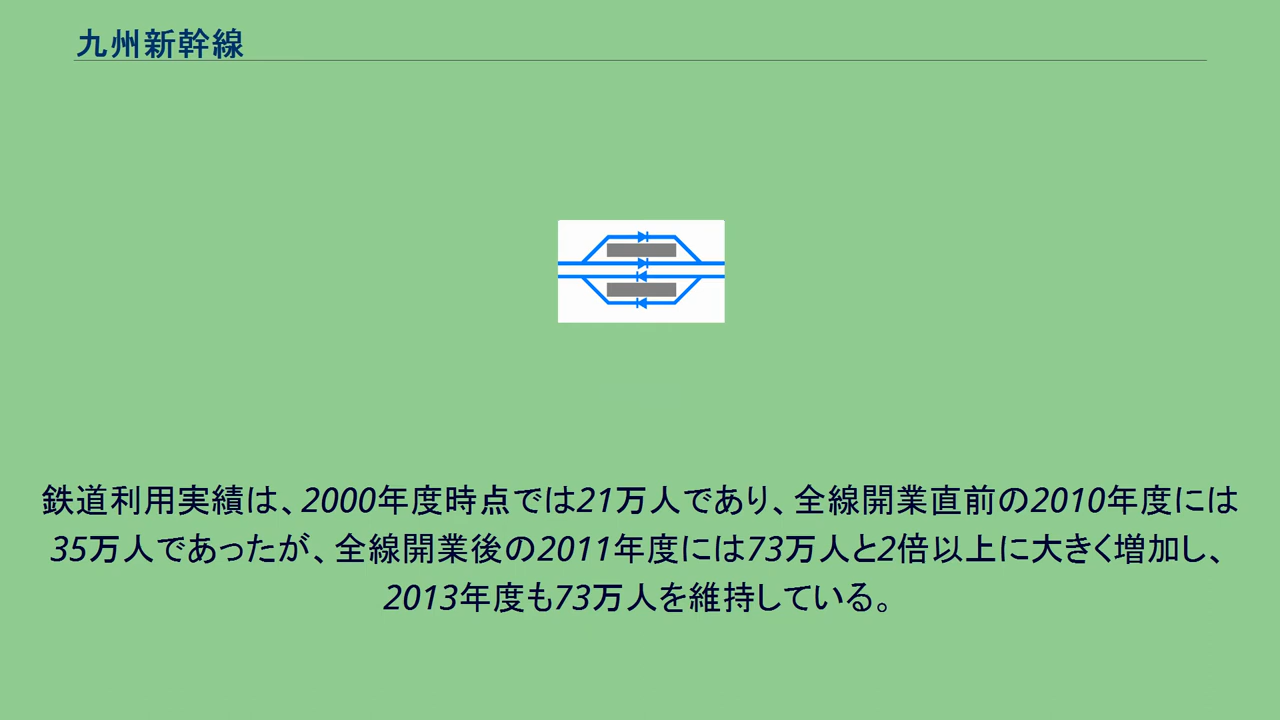 九州新幹線
鉄道利用実績は、2000年度時点では21万人であり、全線開業直前の2010年度には
35万人であったが、全線開業後の2011年度には73万人と2倍以上に大きく増加し、
2013年度も73万人を維持している。